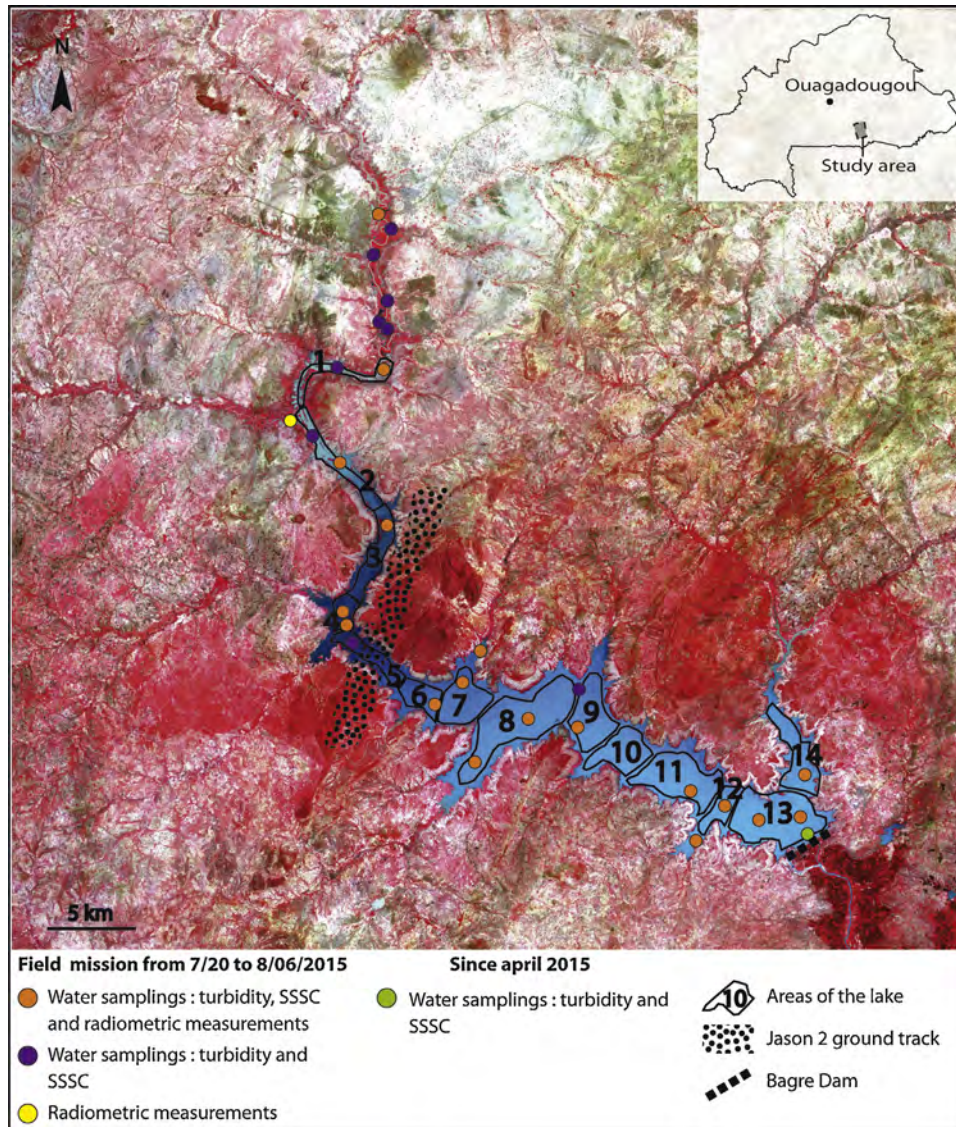 N
Ouagadougou
Study area
1
2
3
4
5
6
7
8
9
10
11
12
13
14
5 km
Field mission from 7/20 to 8/06/2015
Water samplings : turbidity, SSSC
and radiometric measurements
Water samplings : turbidity and
SSSC
Radiometric measurements
Since april 2015
Water samplings : turbidity and
SSSC
10
Areas of the lake
Jason 2 ground track
Bagre Dam